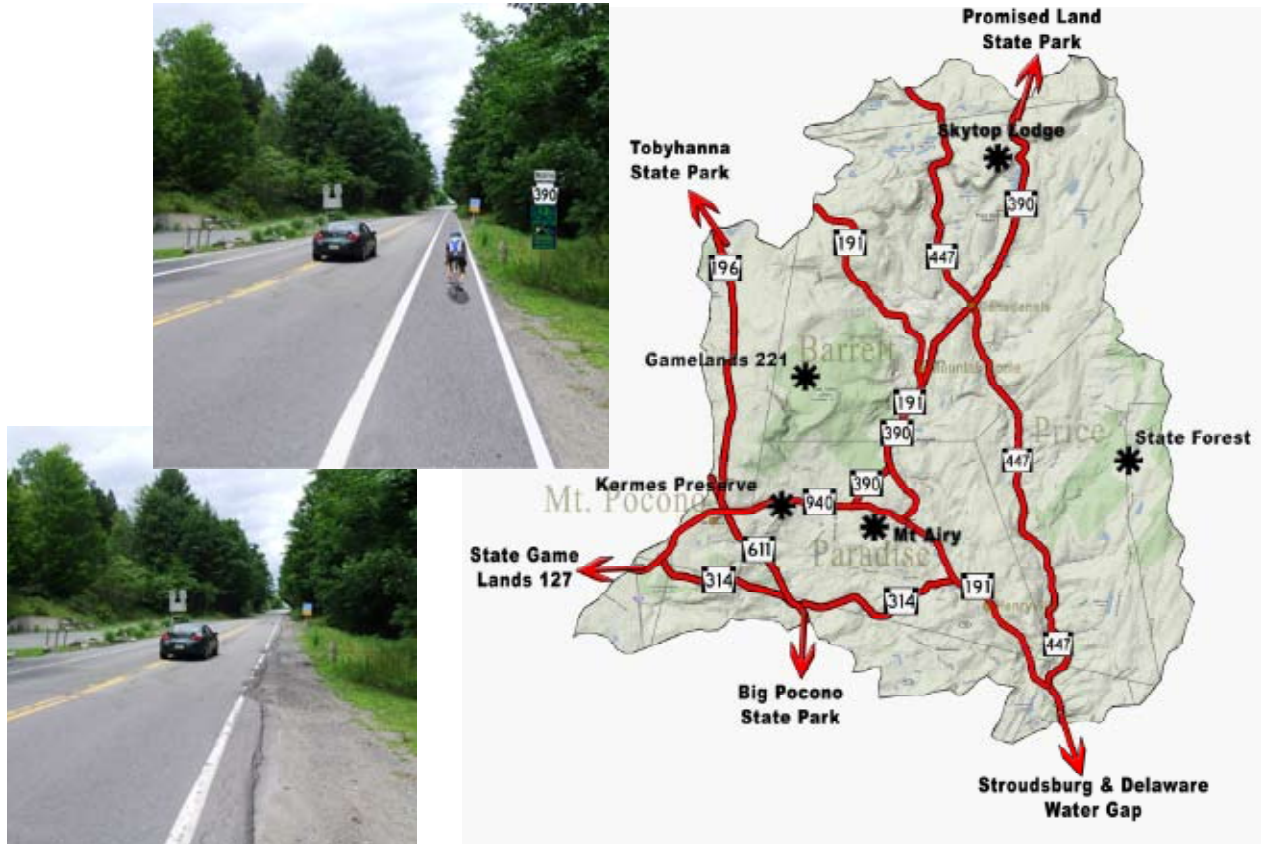 Promised Land
State Park
Skytop Lodge
Tobyhanna
State Park
390
390
191
447
196
Gamelands 221
Barrett
191
390
Price
State Forest
447
Kermes Preserve
390
Mt. Pocono
940
Mt Airy
Paradise
State Game
Lands 127
611
314
191
314
447
Big Pocono
State Park
Stroudsburg & Delaware
Water Gap